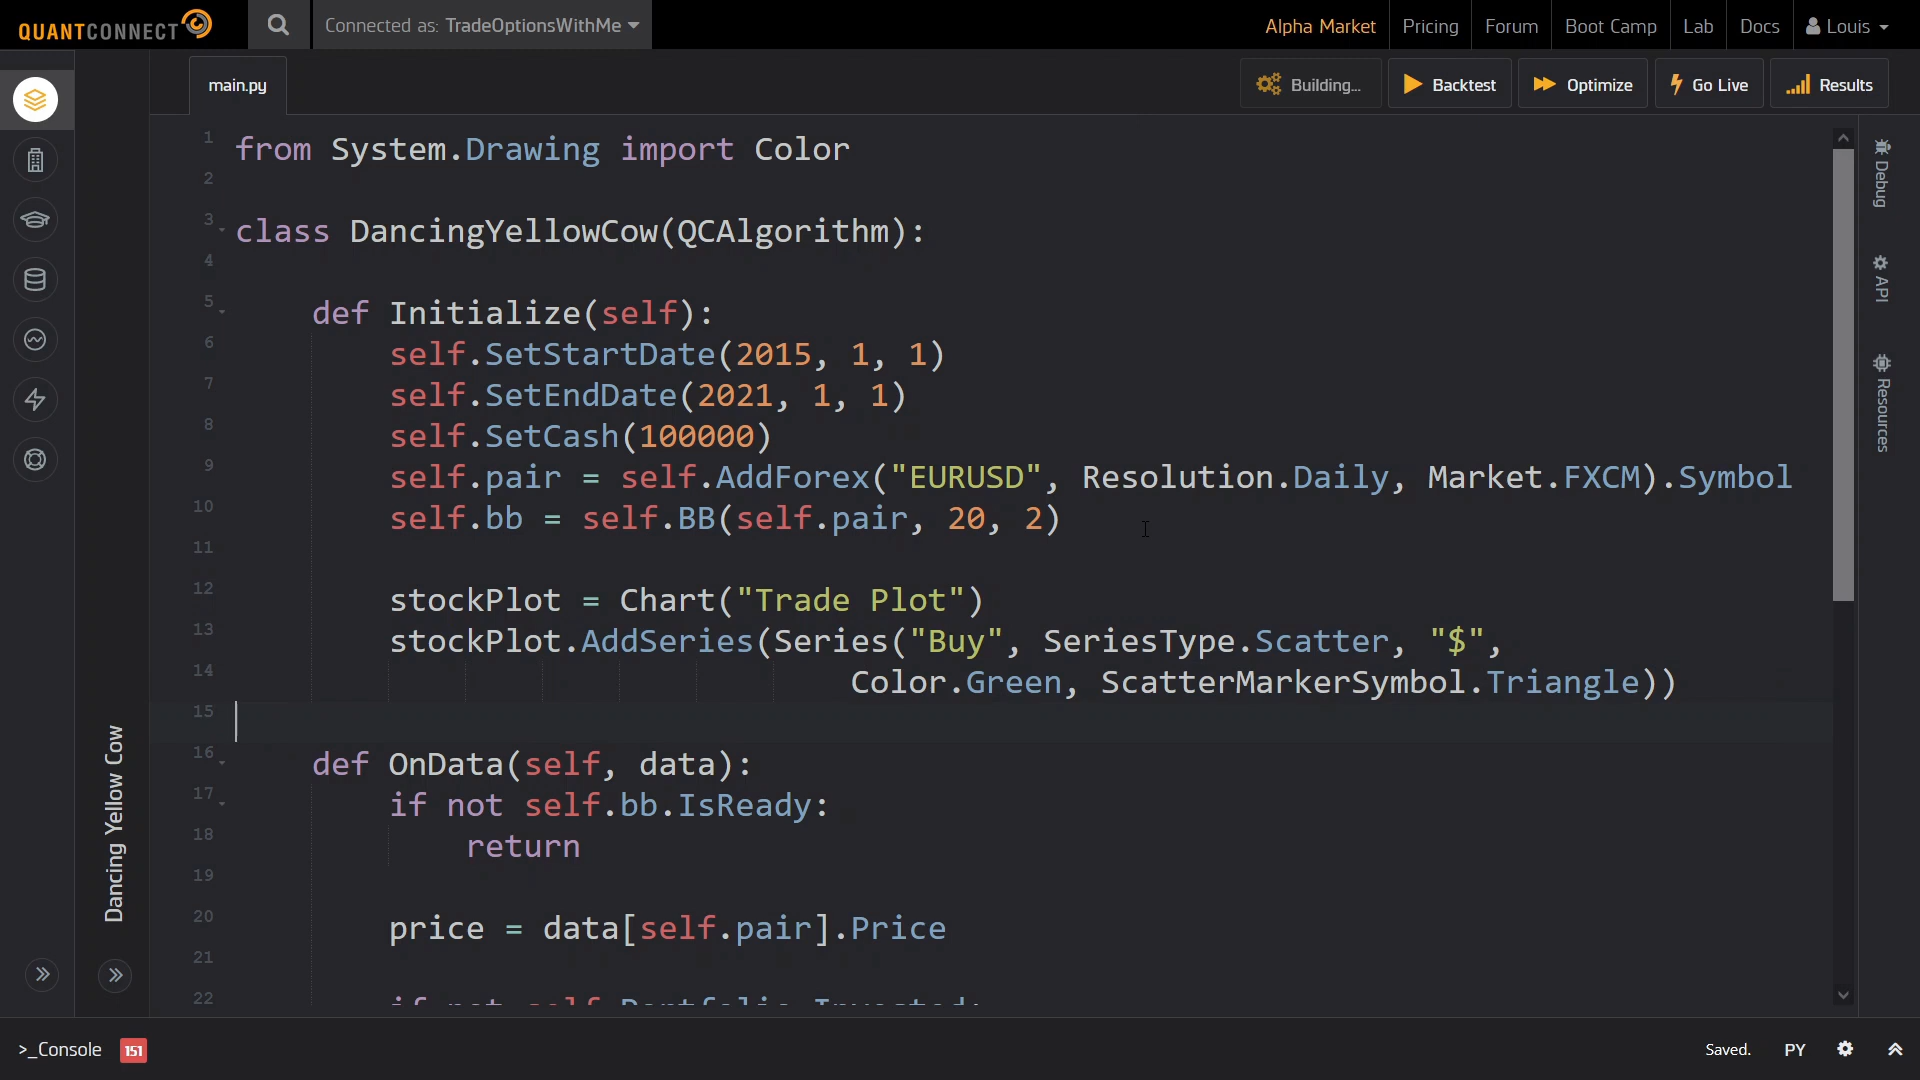 QUANTCONNECT
Connected as: TradeOptionsWithMe
Alpha Market
Pricing
Forum
Boot Camp
Lab
Docs
Louis
main.py
Building...
Backtest
Optimize
Go Live
Results
1 from System.Drawing import Color
2
3 class DancingYellowCow(QCAlgorithm):
4
5 def Initialize(self):
6 self.SetStartDate(2015, 1, 1)
7 self.SetEndDate(2021, 1, 1)
8 self.SetCash(100000)
9 self.pair = self.AddForex("EURUSD", Resolution.Daily, Market.FXCM).Symbol
10 self.bb = self.BB(self.pair, 20, 2)
11
12 stockPlot = Chart("Trade Plot")
13 stockPlot.AddSeries(Series("Buy", SeriesType.Scatter, "$",
14 Color.Green, ScatterMarkerSymbol.Triangle))
15
16 def OnData(self, data):
17 if not self.bb.IsReady:
18 return
19
20 price = data[self.pair].Price
21
22 if not self.Portfolio.Invested:
Debug
API
Resources
Dancing Yellow Cow
>_Console 151
Saved.
PY